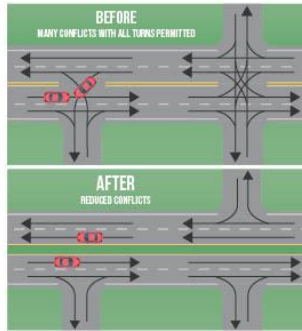 BEFORE
MANY CONFLICTS WITH ALL TURNS PERMITTED
AFTER
REDUCED CONFLICTS